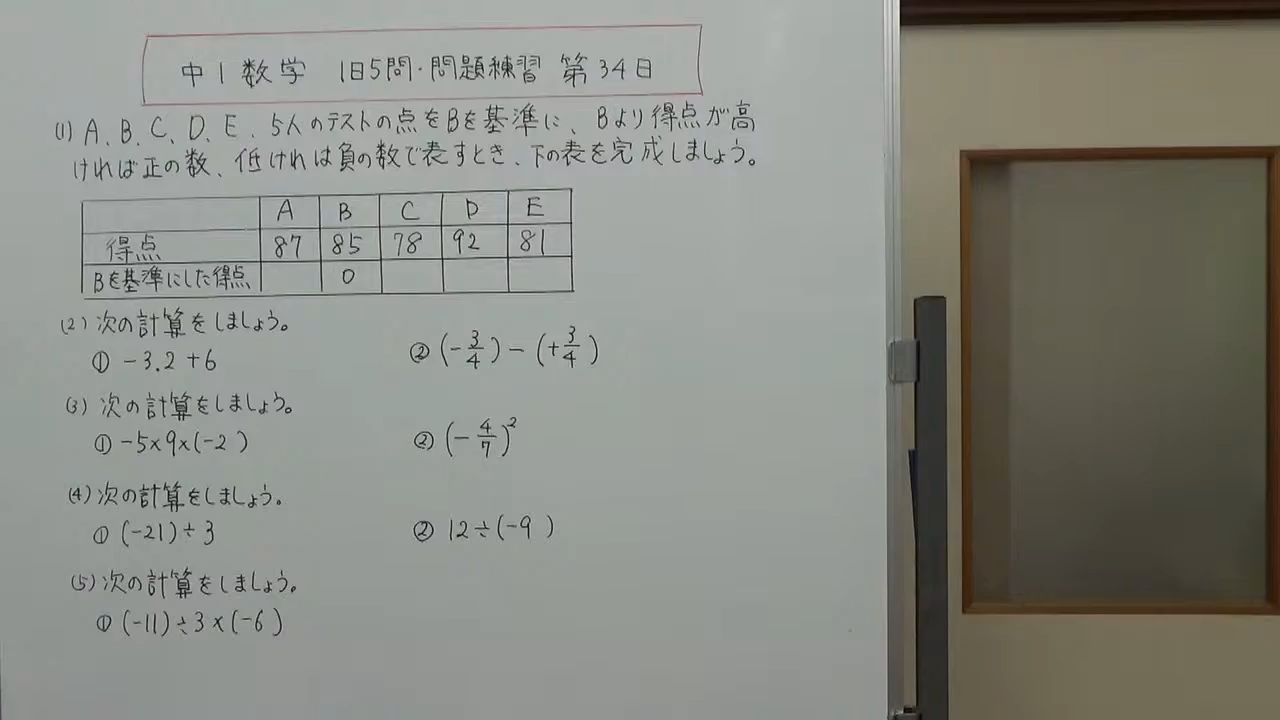 中1数学 1日5問・問題練習 第34日
(1) A、B、C、D、E、5人のテストの点をBを基準に、Bより得点が高
ければ正の数、低ければ負の数で表すとき、下の表を完成しましょう。
A B C D E
得点 87 85 78 92 81
Bを基準にした得点 0
(2) 次の計算をしましょう。
① -3.2+6 ② (-3/4)-(+3/4)
(3) 次の計算をしましょう。
① -5×9×(-2) ② (-4/7)²
(4) 次の計算をしましょう。
① (-21)÷3 ② 12÷(-9)
(5) 次の計算をしましょう。
① (-11)÷3×(-6)